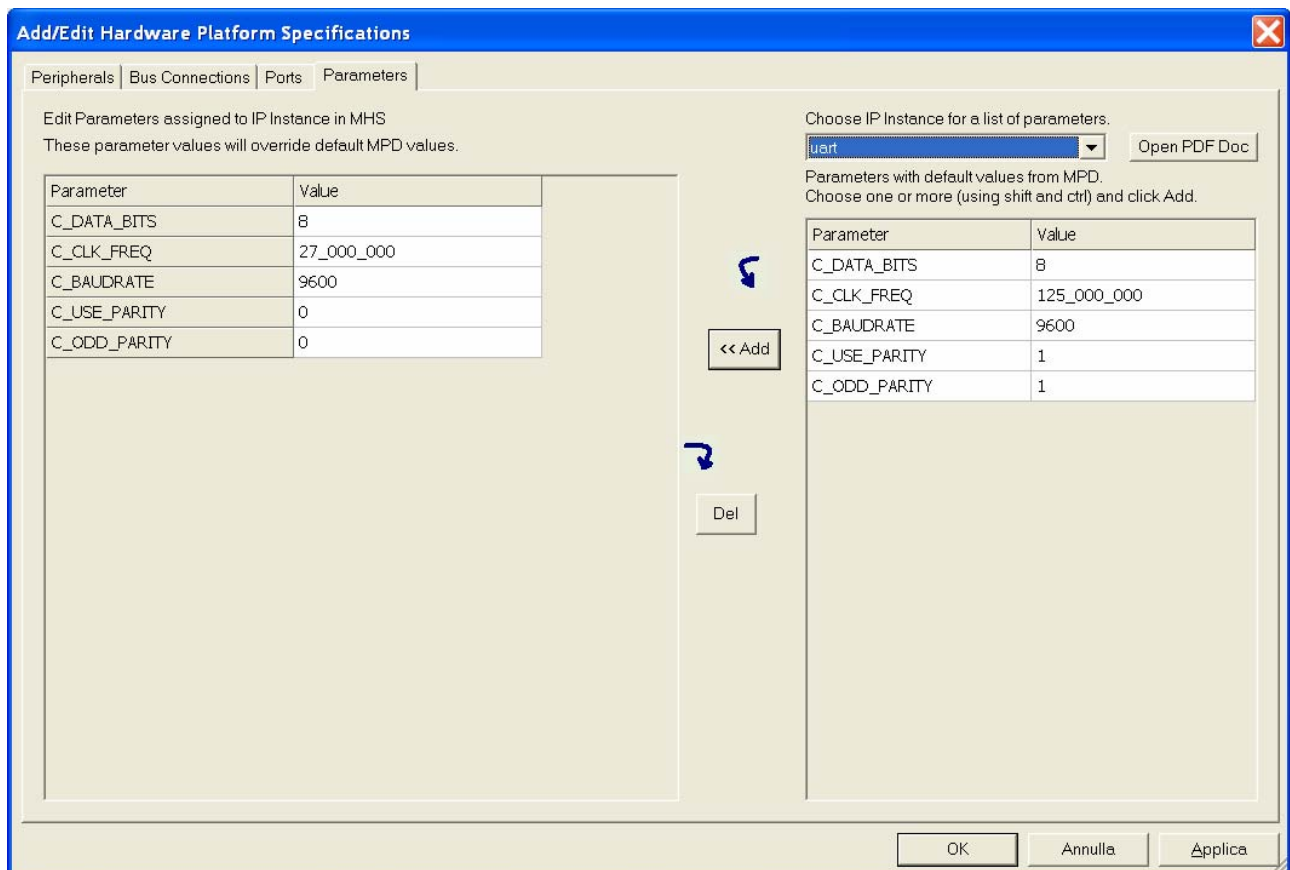 Add/Edit Hardware Platform Specifications
Peripherals Bus Connections Ports Parameters
Edit Parameters assigned to IP Instance in MHS
These parameter values will override default MPD values.
Parameter Value
C_DATA_BITS 8
C_CLK_FREQ 27_000_000
C_BAUDRATE 9600
C_USE_PARITY 0
C_ODD_PARITY 0
<< Add
Del
Choose IP Instance for a list of parameters.
uart Open PDF Doc
Parameters with default values from MPD.
Choose one or more (using shift and ctrl) and click Add.
Parameter Value
C_DATA_BITS 8
C_CLK_FREQ 125_000_000
C_BAUDRATE 9600
C_USE_PARITY 1
C_ODD_PARITY 1
OK Annulla Applica